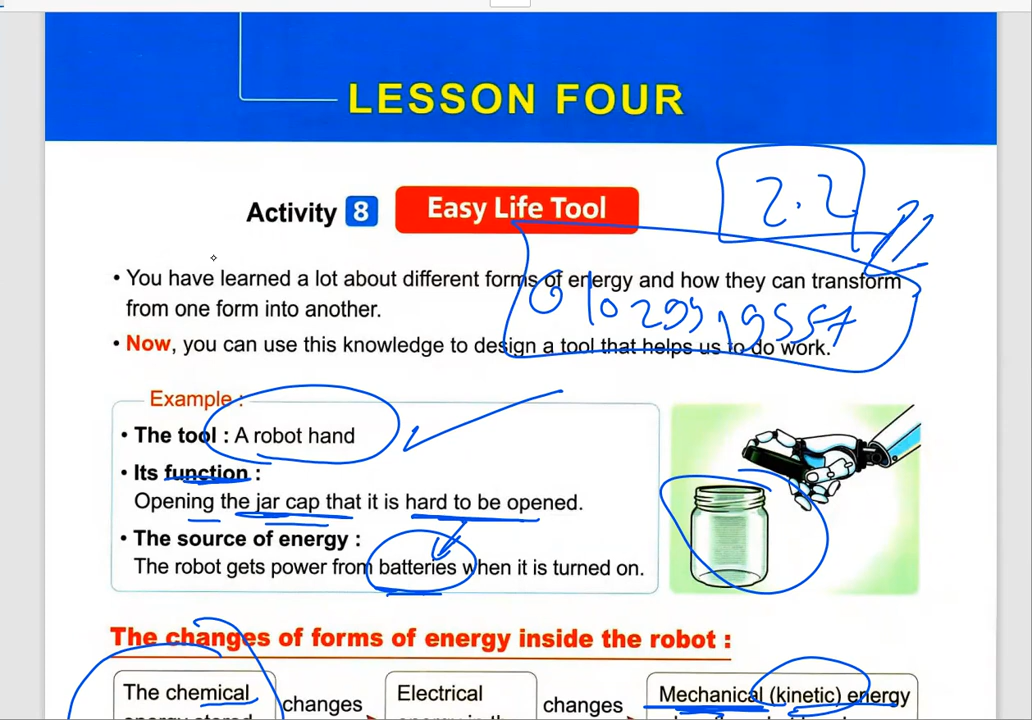 LESSON FOUR
2.2
Activity 8 Easy Life Tool
• You have learned a lot about different forms of energy and how they can transform
from one form into another.
• Now, you can use this knowledge to design a tool that helps us to do work.
Example :
• The tool : A robot hand
• Its function :
Opening the jar cap that it is hard to be opened.
• The source of energy :
The robot gets power from batteries when it is turned on.
The changes of forms of energy inside the robot :
The chemical
changes
Electrical
changes
Mechanical (kinetic) energy